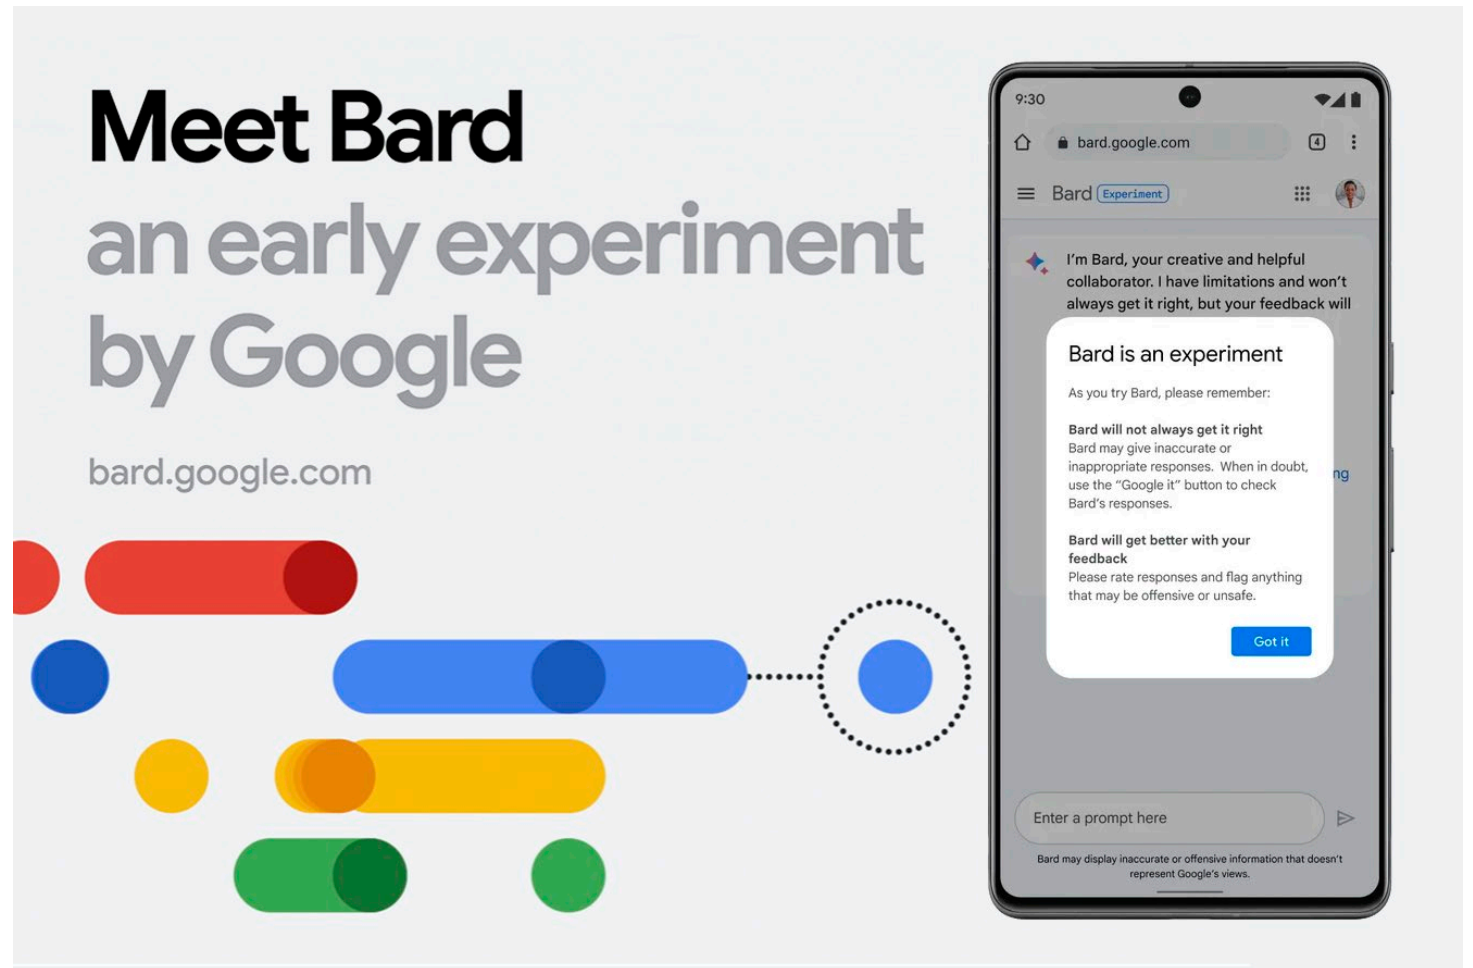 Meet Bard
an early experiment
by Google
bard.google.com
9:30
bard.google.com
4
Bard Experiment
I'm Bard, your creative and helpful
collaborator. I have limitations and won't
always get it right, but your feedback will
Bard is an experiment
As you try Bard, please remember:
Bard will not always get it right
Bard may give inaccurate or
inappropriate responses. When in doubt,
use the “Google it” button to check
Bard's responses.
ng
Bard will get better with your
feedback
Please rate responses and flag anything
that may be offensive or unsafe.
Got it
Enter a prompt here
Bard may display inaccurate or offensive information that doesn't
represent Google's views.